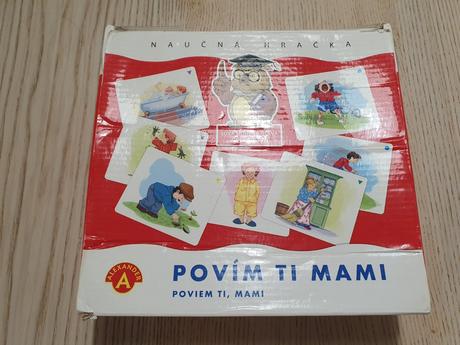 NAUČNÁ HRAČKA
ALEXANDER
A
POVÍM TI MAMI
POVIEM TI, MAMI